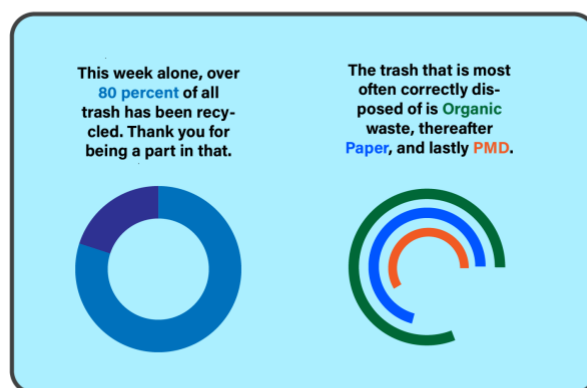 This week alone, over
80 percent of all
trash has been recy-
cled. Thank you for
being a part in that.
The trash that is most
often correctly dis-
posed of is Organic
waste, thereafter
Paper, and lastly PMD.